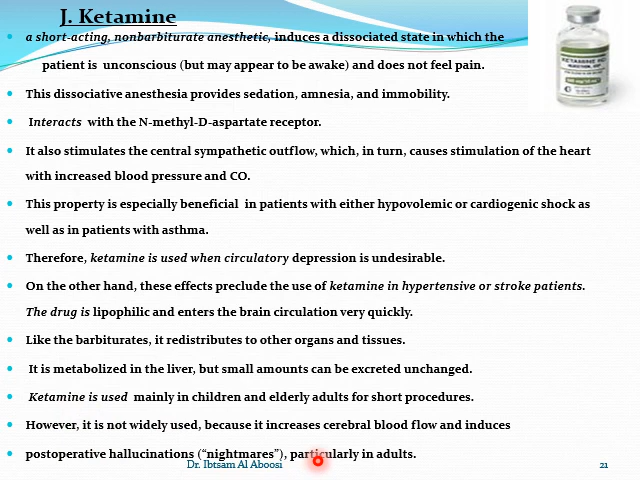 J. Ketamine
a short-acting, nonbarbiturate anesthetic, induces a dissociated state in which the
patient is unconscious (but may appear to be awake) and does not feel pain.
This dissociative anesthesia provides sedation, amnesia, and immobility.
Interacts with the N-methyl-D-aspartate receptor.
It also stimulates the central sympathetic outflow, which, in turn, causes stimulation of the heart
with increased blood pressure and CO.
This property is especially beneficial in patients with either hypovolemic or cardiogenic shock as
well as in patients with asthma.
Therefore, ketamine is used when circulatory depression is undesirable.
On the other hand, these effects preclude the use of ketamine in hypertensive or stroke patients.
The drug is lipophilic and enters the brain circulation very quickly.
Like the barbiturates, it redistributes to other organs and tissues.
It is metabolized in the liver, but small amounts can be excreted unchanged.
Ketamine is used mainly in children and elderly adults for short procedures.
However, it is not widely used, because it increases cerebral blood flow and induces
postoperative hallucinations (“nightmares”), particularly in adults.
Dr. Ibtsam Al Aboosi
21
KETAMINE HCl
INJECTION, USP